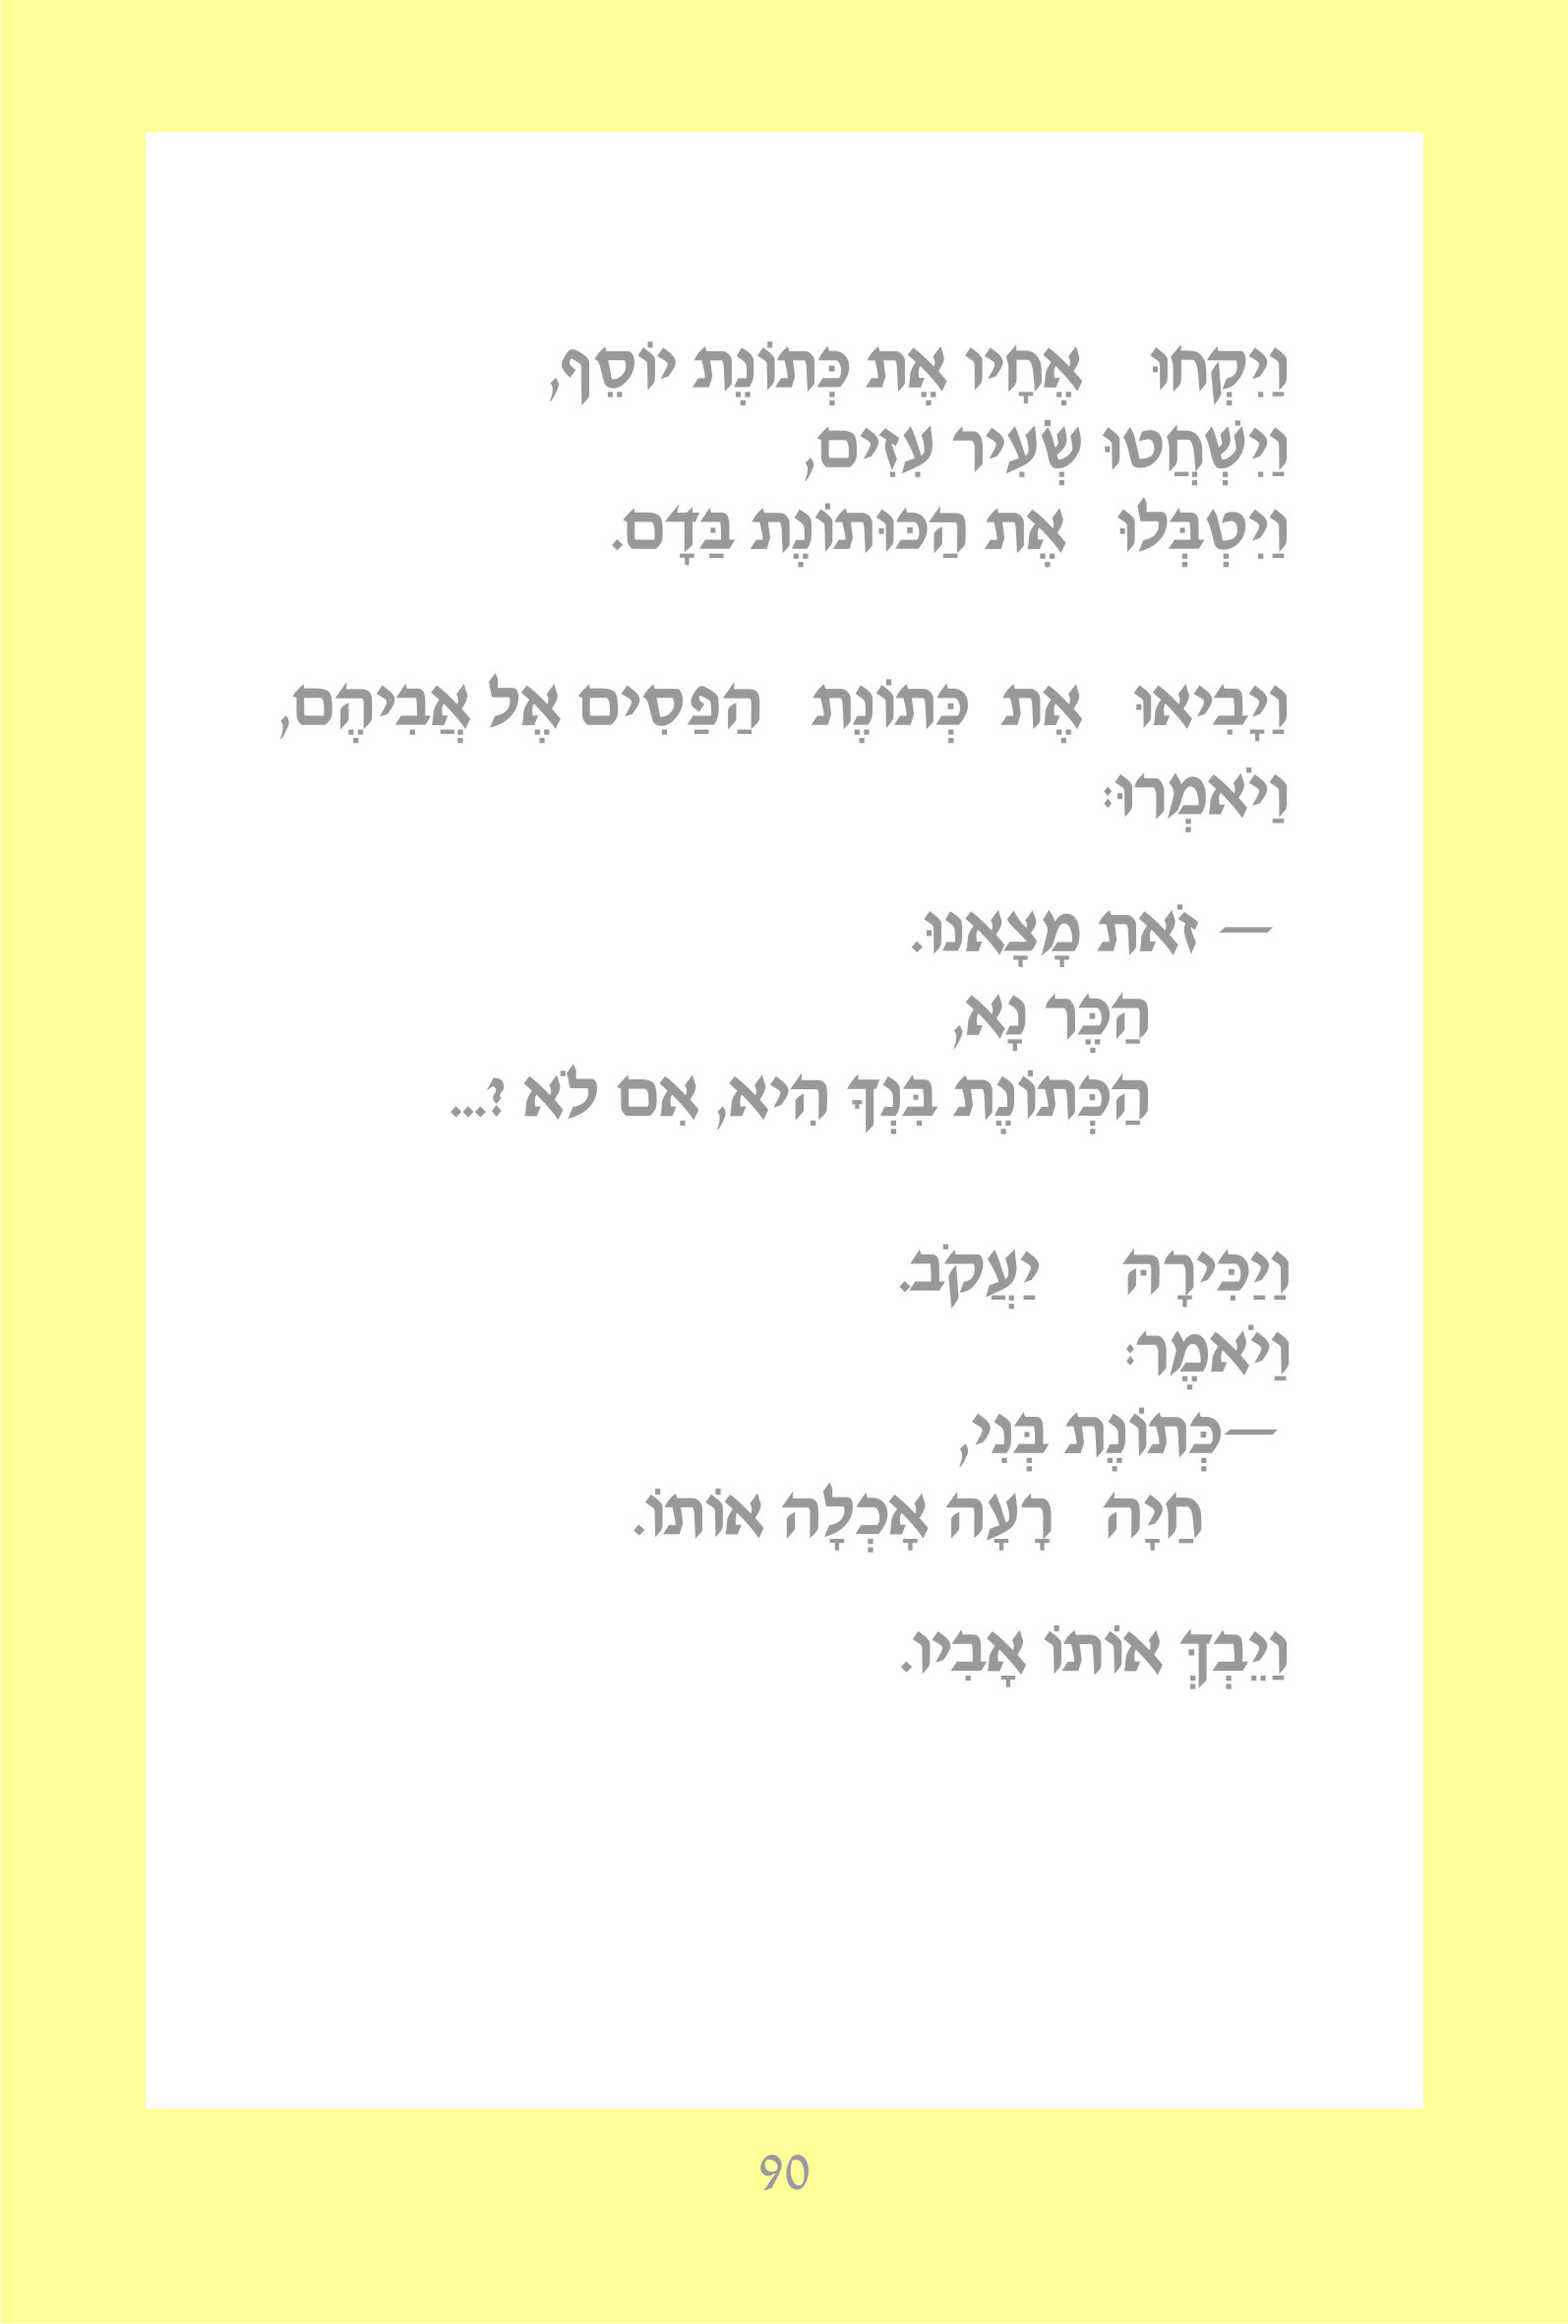 וַיִקְחוּ אֶחָיו אֶת כְּתוֹנֶת יוֹסֵף,
וַיִשְׁחֲטוּ שְׂעִיר עִזִים,
וַיִטְבְּלוּ אֶת הַכּוּתוֹנֶת בַּדָם.
וַיָבִיאוּ אֶת כְּתוֹנֶת הַפַּסִים אֶל אֲבִיהֶם,
וַיֹאמְרוּ:
— זֹאת מָצָאנוּ.
הַכֶּר נָא,
הַכְּתוֹנֶת בִּנְךָ הִיא, אִם לֹא ?...
וַיַכִּירָהּ יַעֲקֹב.
וַיֹאמֶר:
—כְּתוֹנֶת בְּנִי,
חַיָה רָעָה אָכְלָה אוֹתוֹ.
וַיֵבְךְּ אוֹתוֹ אָבִיו.
90